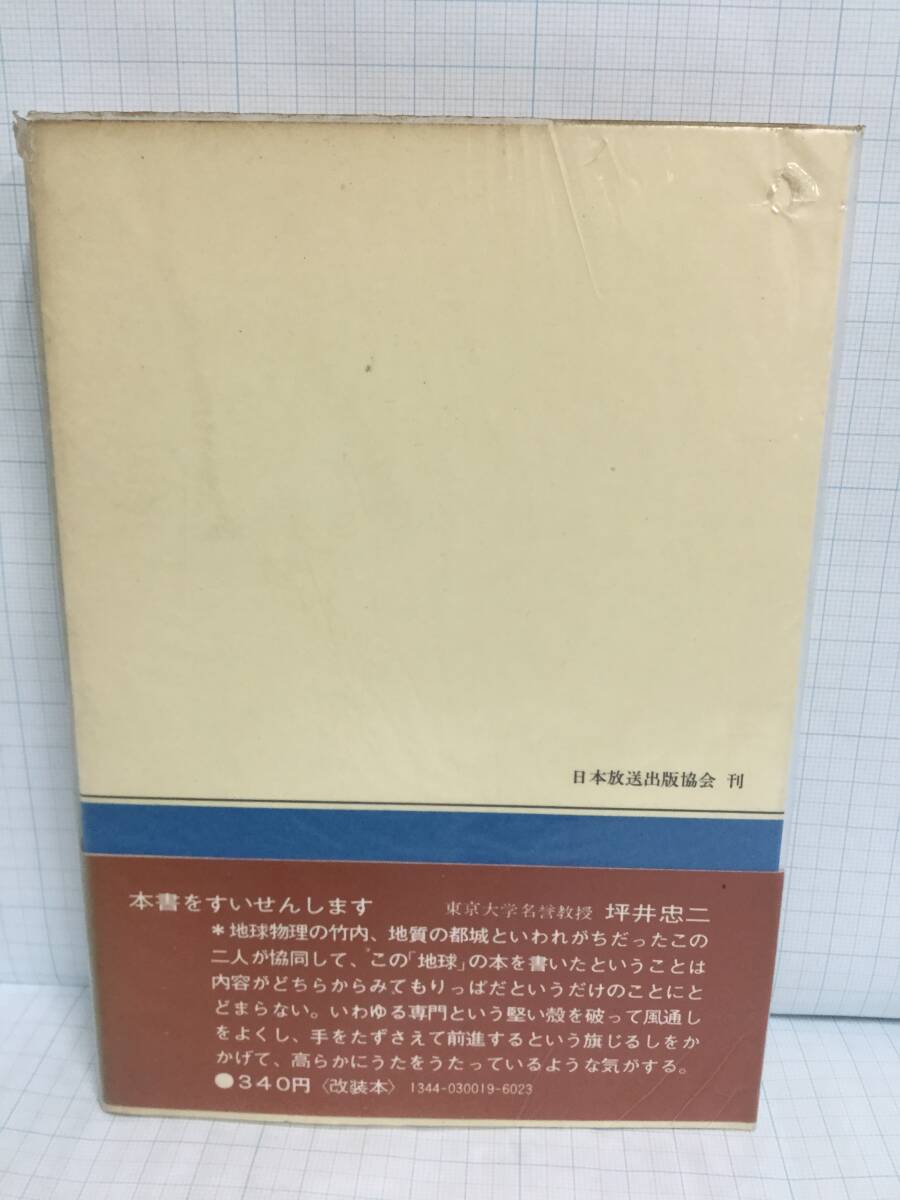 日本放送出版協会 刊
本書をすいせんします 東京大学名誉教授 坪井忠二
＊地球物理の竹内、地質の都城といわれがちだったこの
二人が協同して、この「地球」の本を書いたということは
内容がどちらからみてもりっぱだというだけのことにと
どまらない。いわゆる専門という堅い殻を破って風通し
をよくし、手をたずさえて前進するという旗じるしをか
かげて、高らかにうたをうたっているような気がする。
●340円〈改装本〉 1344-030019-6023